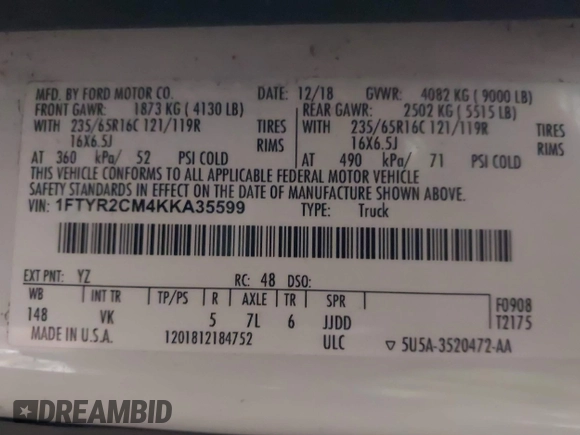 MFD. BY FORD MOTOR CO. DATE: 12/18 GVWR: 4082 KG ( 9000 LB)
FRONT GAWR: 1873 KG ( 4130 LB) REAR GAWR: 2502 KG ( 5515 LB)
WITH 235/65R16C 121/119R TIRES WITH 235/65R16C 121/119R TIRES
16X6.5J RIMS 16X6.5J RIMS
AT 360 kPa/ 52 PSI COLD AT 490 kPa/ 71 PSI COLD
THIS VEHICLE CONFORMS TO ALL APPLICABLE FEDERAL MOTOR VEHICLE
SAFETY STANDARDS IN EFFECT ON THE DATE OF MANUFACTURE SHOWN ABOVE.
VIN: 1FTYR2CM4KKA35599 TYPE: Truck
EXT PNT: YZ RC: 48 DSO:
WB INT TR TP/PS R AXLE TR SPR F0908
148 VK 5 7L 6 JJDD T2175
MADE IN U.S.A. 1201812184752 ULC ▽ 5U5A-3520472-AA
DREAMBID